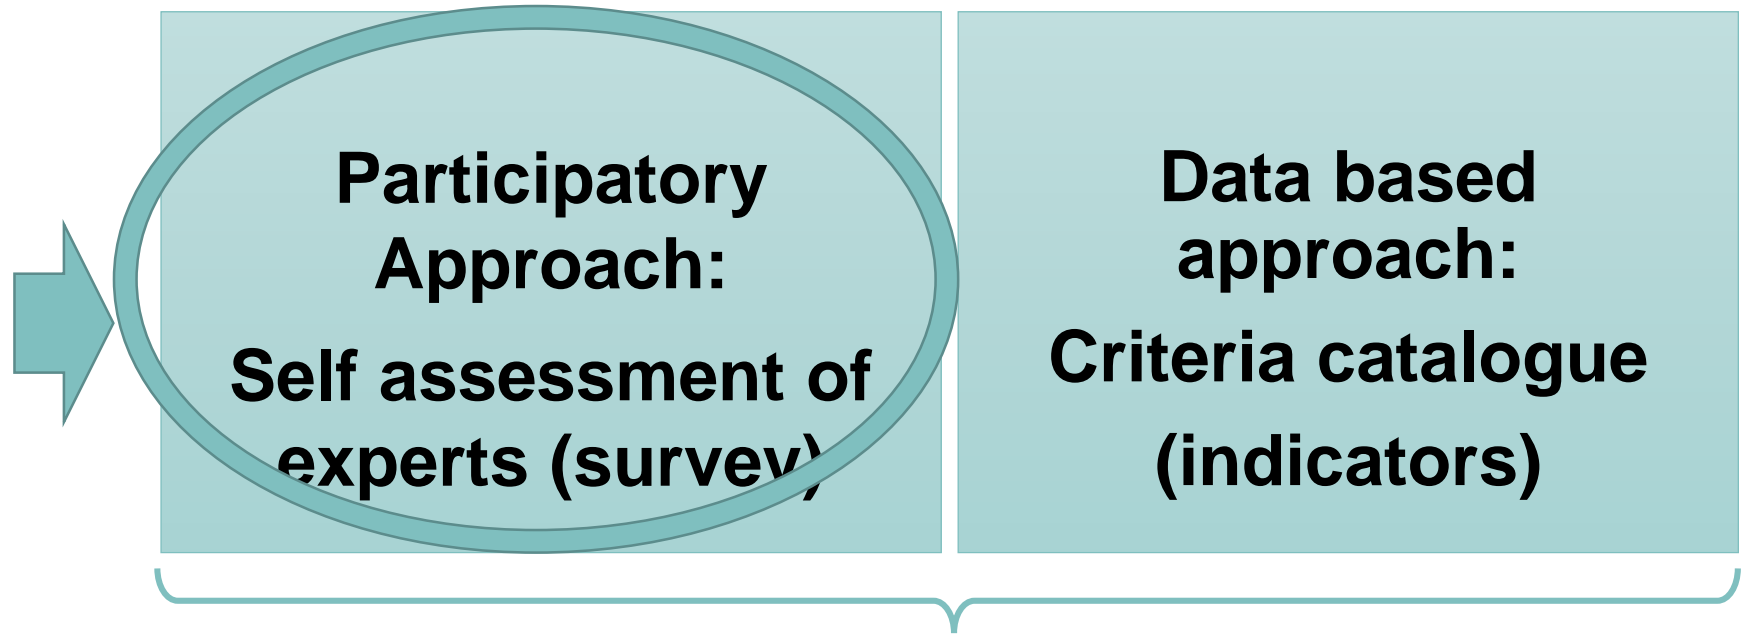 Participatory
Approach:
Self assessment of
experts (survey)
Data based
approach:
Criteria catalogue
(indicators)